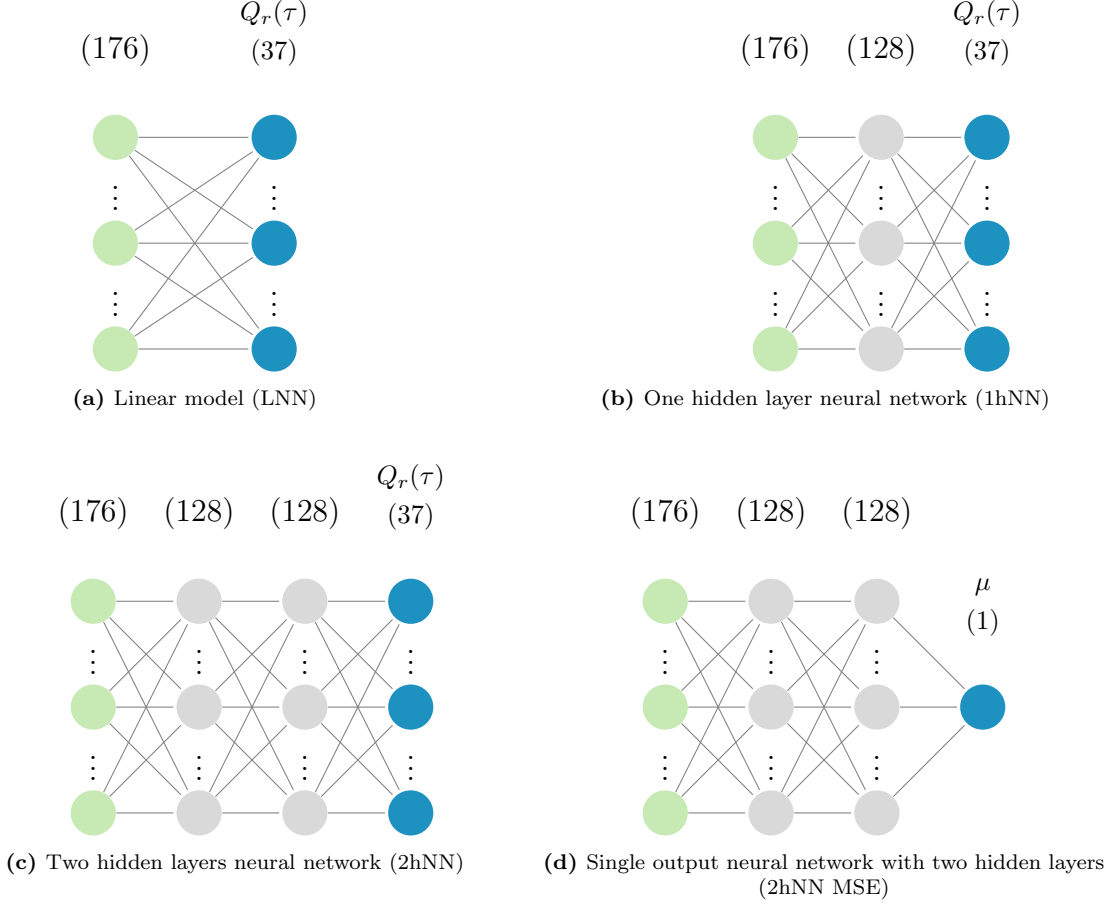 Q_r(τ)
(176) (37)
(a) Linear model (LNN)
Q_r(τ)
(176) (128) (37)
(b) One hidden layer neural network (1hNN)
Q_r(τ)
(176) (128) (128) (37)
(c) Two hidden layers neural network (2hNN)
(176) (128) (128)
μ
(1)
(d) Single output neural network with two hidden layers
(2hNN MSE)